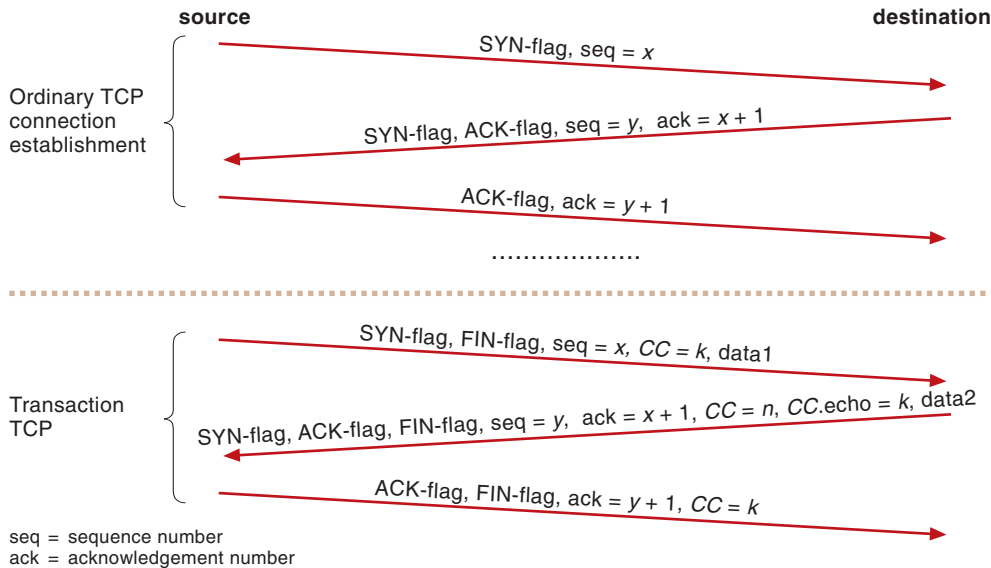 source
destination
SYN-flag, seq = x
Ordinary TCP
connection
establishment
SYN-flag, ACK-flag, seq = y, ack = x + 1
ACK-flag, ack = y + 1
...................
SYN-flag, FIN-flag, seq = x, CC = k, data1
Transaction
TCP
SYN-flag, ACK-flag, FIN-flag, seq = y, ack = x + 1, CC = n, CC.echo = k, data2
ACK-flag, FIN-flag, ack = y + 1, CC = k
seq = sequence number
ack = acknowledgement number